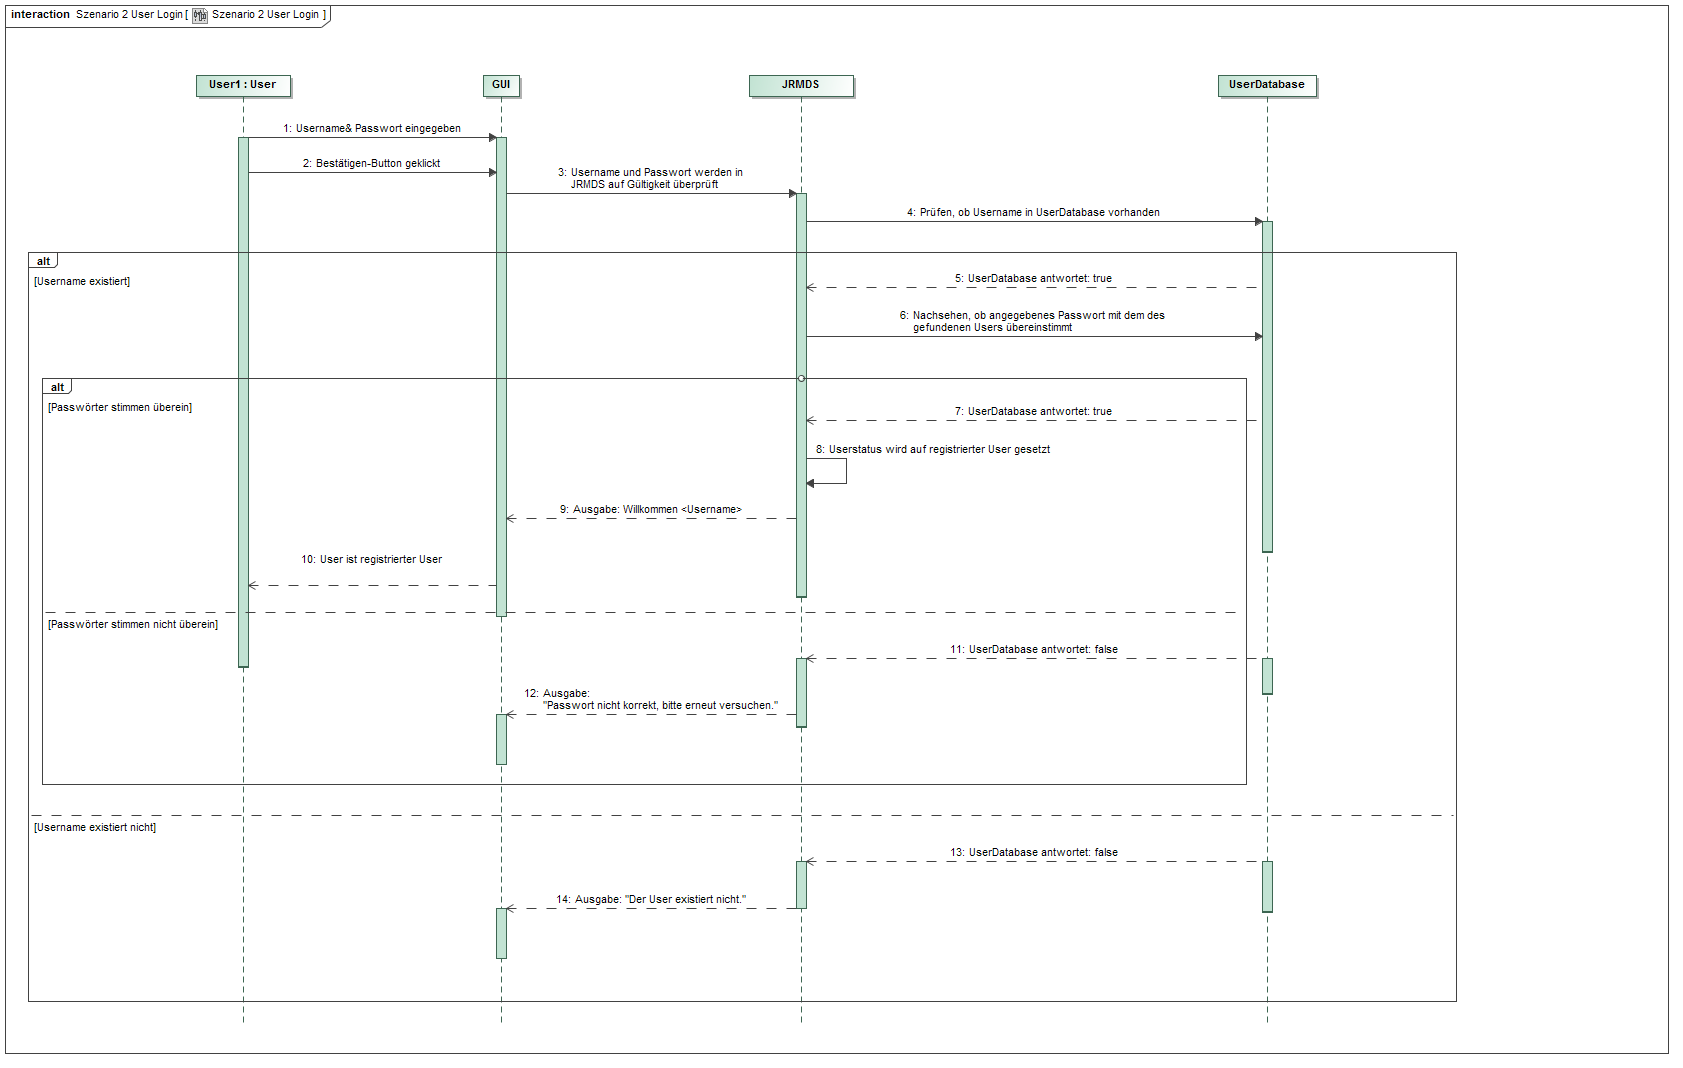 interaction Szenario 2 User Login [ Szenario 2 User Login ]
User1 : User
GUI
JRMDS
UserDatabase
1: Username& Passwort eingegeben
2: Bestätigen-Button geklickt
3: Username und Passwort werden in
JRMDS auf Gültigkeit überprüft
4: Prüfen, ob Username in UserDatabase vorhanden
alt
[Username existiert]
5: UserDatabase antwortet: true
6: Nachsehen, ob angegebenes Passwort mit dem des
gefundenen Users übereinstimmt
alt
[Passwörter stimmen überein]
7: UserDatabase antwortet: true
8: Userstatus wird auf registrierter User gesetzt
9: Ausgabe: Willkommen <Username>
10: User ist registrierter User
[Passwörter stimmen nicht überein]
11: UserDatabase antwortet: false
12: Ausgabe:
"Passwort nicht korrekt, bitte erneut versuchen."
[Username existiert nicht]
13: UserDatabase antwortet: false
14: Ausgabe: "Der User existiert nicht."